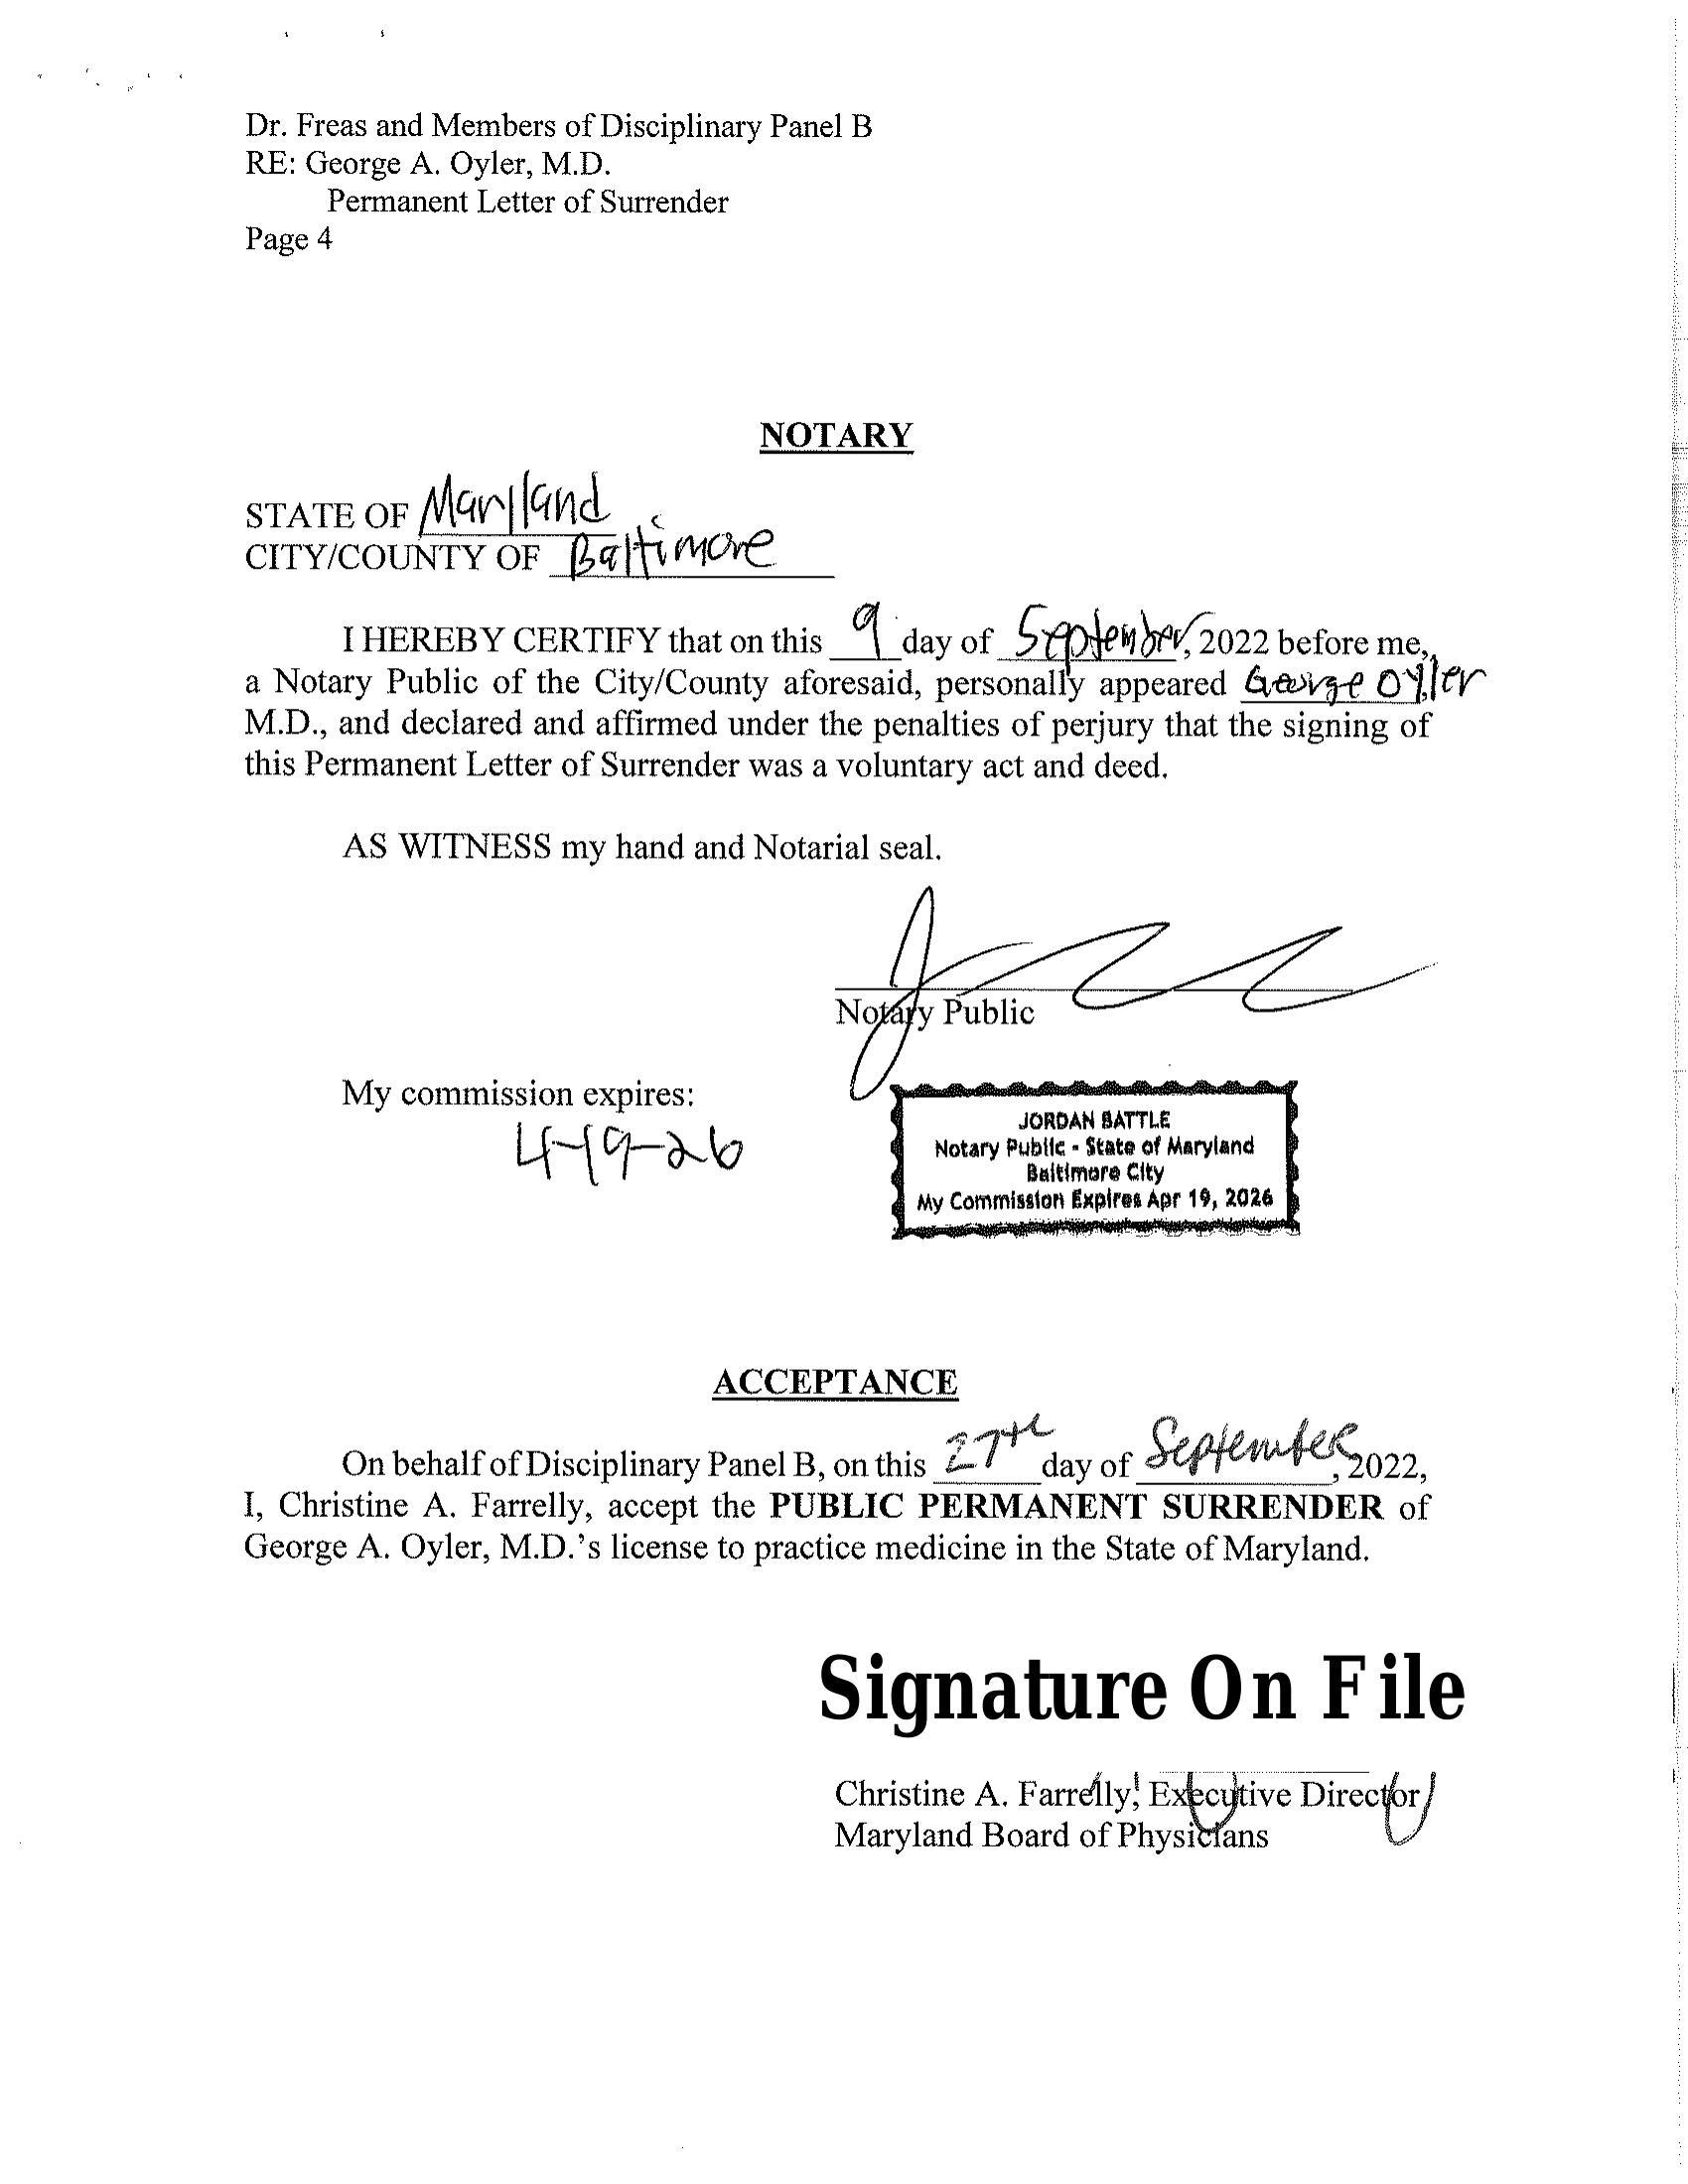 Dr. Freas and Members of Disciplinary Panel B
RE: George A. Oyler, M.D.
Permanent Letter of Surrender
Page 4
NOTARY
STATE OF Maryland
CITY/COUNTY OF Baltimore
I HEREBY CERTIFY that on this 9 day of September, 2022 before me,
a Notary Public of the City/County aforesaid, personally appeared George Oyler
M.D., and declared and affirmed under the penalties of perjury that the signing of
this Permanent Letter of Surrender was a voluntary act and deed.
AS WITNESS my hand and Notarial seal.
Notary Public
My commission expires:
4-19-26
JORDAN BATTLE
Notary Public - State of Maryland
Baltimore City
My Commission Expires Apr 19, 2026
ACCEPTANCE
On behalf of Disciplinary Panel B, on this 27th day of September, 2022,
I, Christine A. Farrelly, accept the PUBLIC PERMANENT SURRENDER of
George A. Oyler, M.D.'s license to practice medicine in the State of Maryland.
Signature On File
Christine A. Farrelly, Executive Director
Maryland Board of Physicians